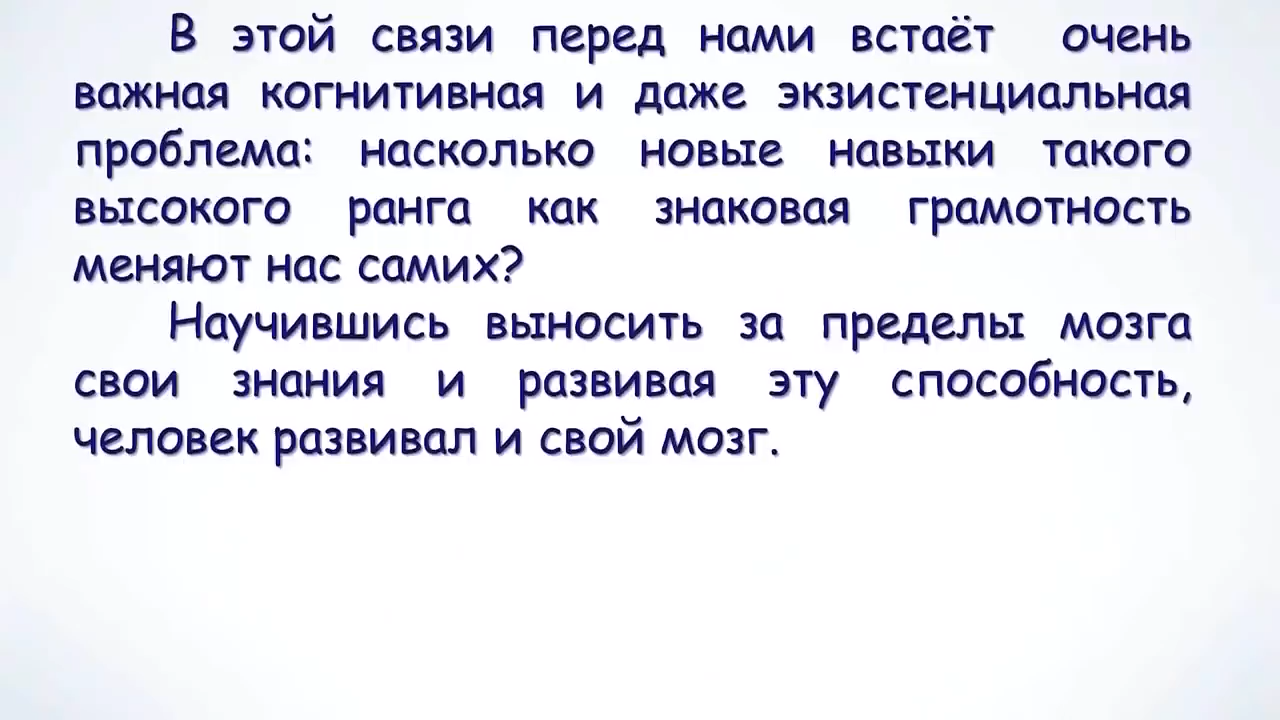 В этой связи перед нами встаёт очень
важная когнитивная и даже экзистенциальная
проблема: насколько новые навыки такого
высокого ранга как знаковая грамотность
меняют нас самих?
Научившись выносить за пределы мозга
свои знания и развивая эту способность,
человек развивал и свой мозг.